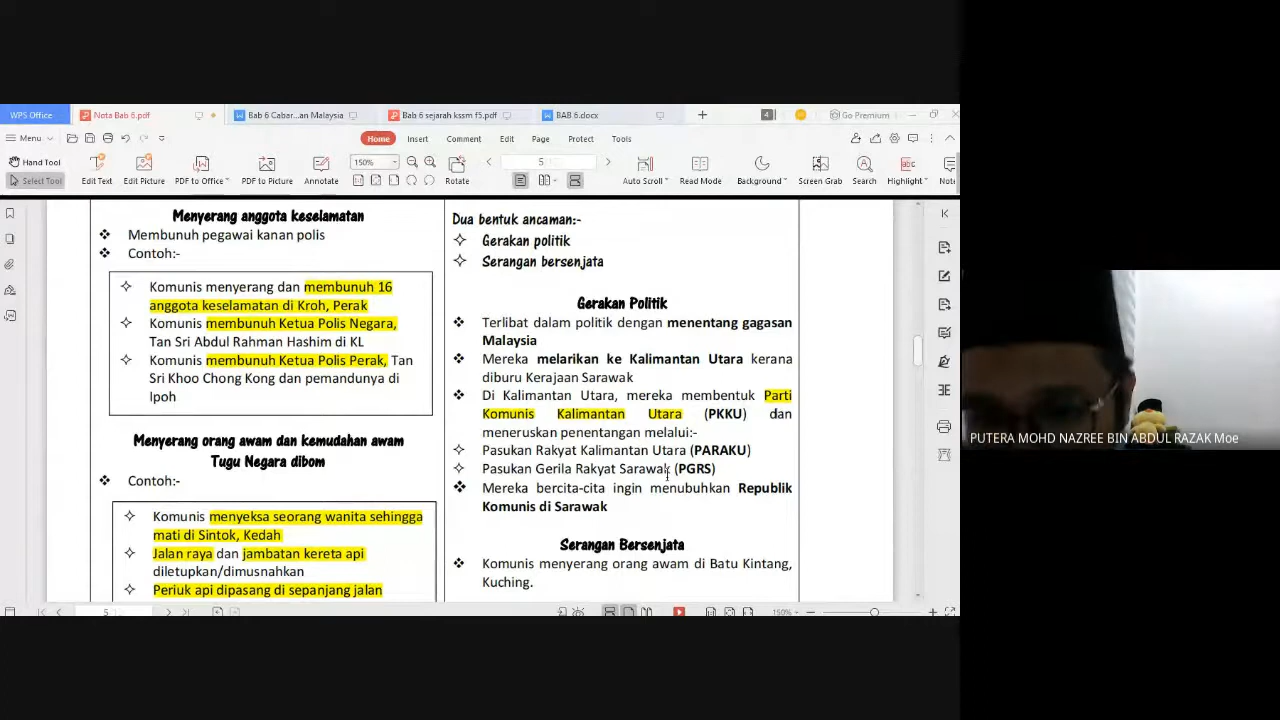 WPS Office
Nota Bab 6.pdf
Bab 6 Cabar...an Malaysia
Bab 6 sejarah kssm f5.pdf
BAB 6.docx
4
Go Premium
Menu
Home
Insert
Comment
Edit
Page
Protect
Tools
Hand Tool
Select Tool
Edit Text
Edit Picture
PDF to Office
PDF to Picture
Annotate
150%
Rotate
5
Auto Scroll
Read Mode
Background
Screen Grab
Search
Highlight
Menyerang anggota keselamatan
Membunuh pegawai kanan polis
Contoh:-
Komunis menyerang dan membunuh 16
anggota keselamatan di Kroh, Perak
Komunis membunuh Ketua Polis Negara,
Tan Sri Abdul Rahman Hashim di KL
Komunis membunuh Ketua Polis Perak, Tan
Sri Khoo Chong Kong dan pemandunya di
Ipoh
Menyerang orang awam dan kemudahan awam
Tugu Negara dibom
Contoh:-
Komunis menyeksa seorang wanita sehingga
mati di Sintok, Kedah
Jalan raya dan jambatan kereta api
diletupkan/dimusnahkan
Periuk api dipasang di sepanjang jalan
Dua bentuk ancaman:-
Gerakan politik
Serangan bersenjata
Gerakan Politik
Terlibat dalam politik dengan menentang gagasan
Malaysia
Mereka melarikan ke Kalimantan Utara kerana
diburu Kerajaan Sarawak
Di Kalimantan Utara, mereka membentuk Parti
Komunis Kalimantan Utara (PKKU) dan
meneruskan penentangan melalui:-
Pasukan Rakyat Kalimantan Utara (PARAKU)
Pasukan Gerila Rakyat Sarawak (PGRS)
Mereka bercita-cita ingin menubuhkan Republik
Komunis di Sarawak
Serangan Bersenjata
Komunis menyerang orang awam di Batu Kintang,
Kuching.
150%
PUTERA MOHD NAZREE BIN ABDUL RAZAK Moe